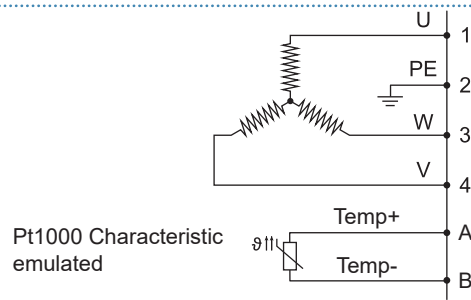 U 1
PE 2
W 3
V 4
Temp+ A
Pt1000 Characteristic
emulated
ϑ
Temp- B